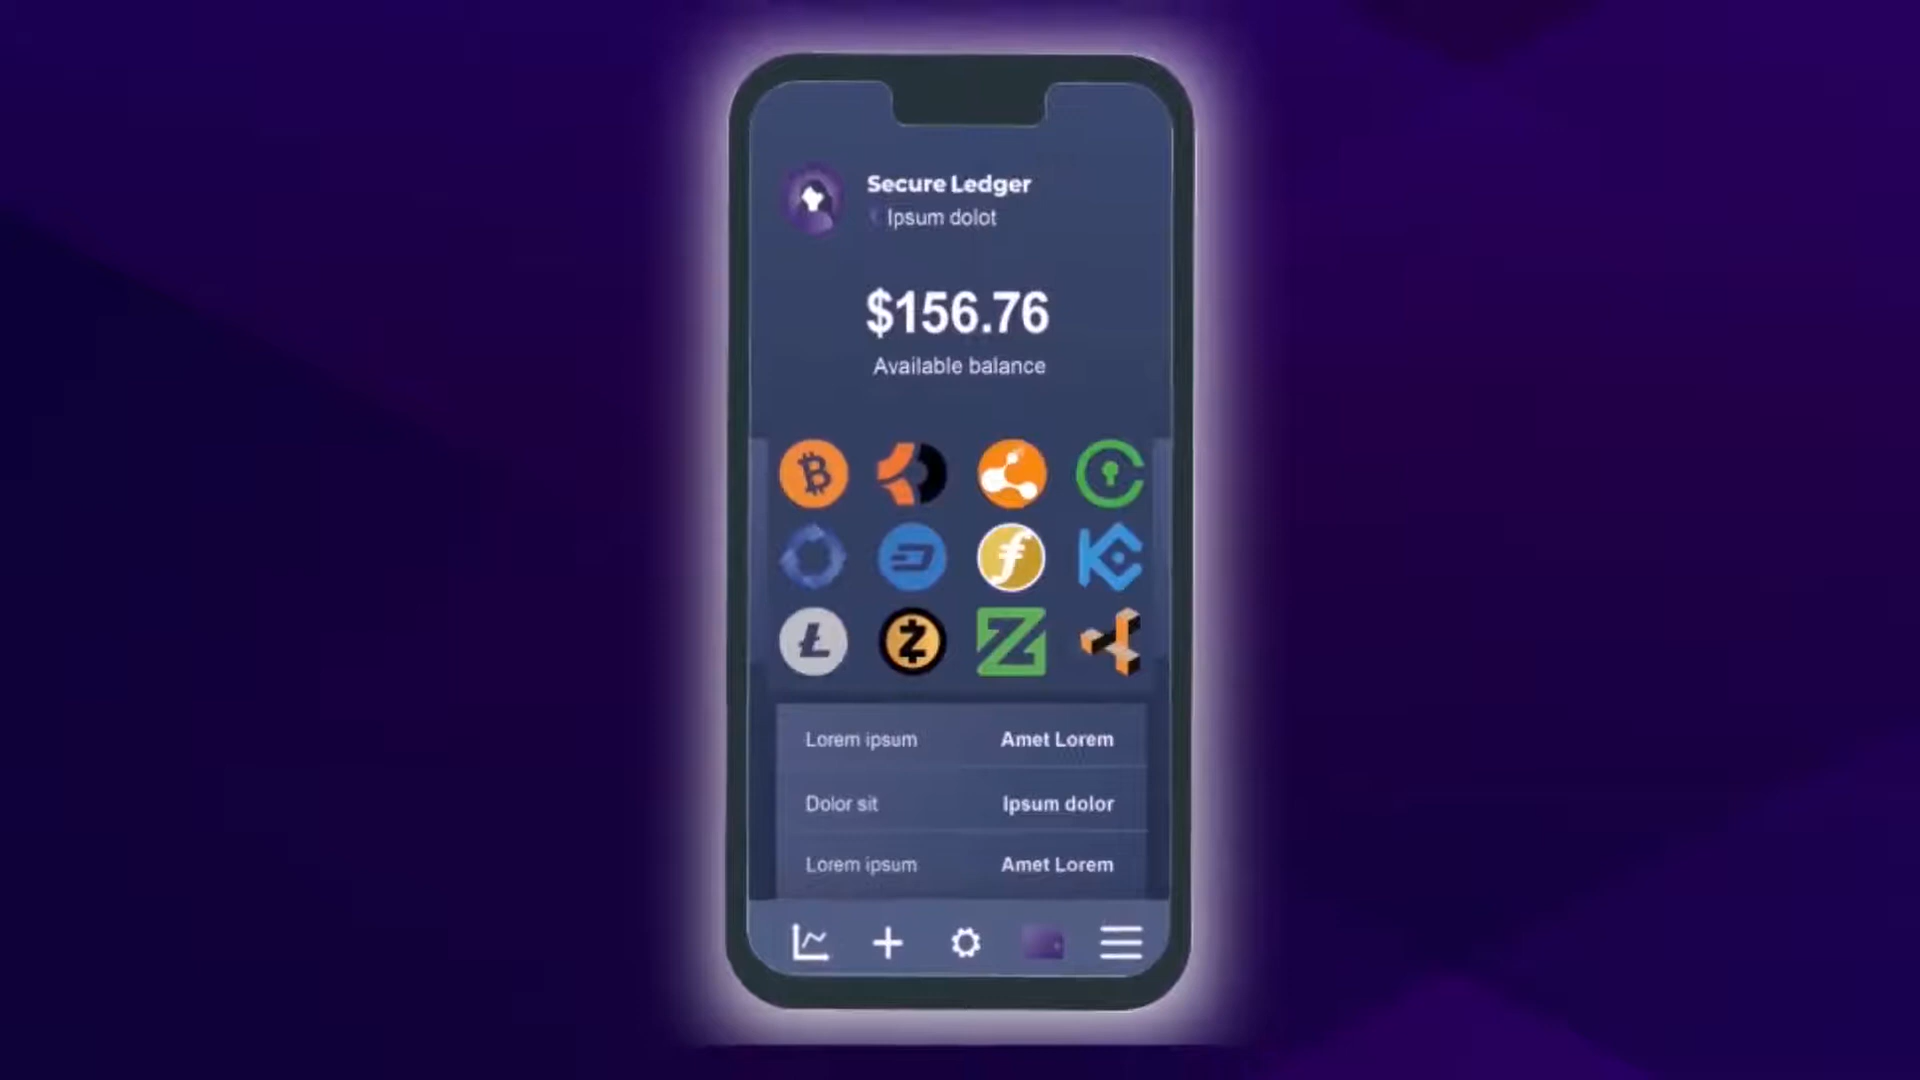 Secure Ledger
Ipsum dolot
$156.76
Available balance
Lorem ipsum Amet Lorem
Dolor sit Ipsum dolor
Lorem ipsum Amet Lorem